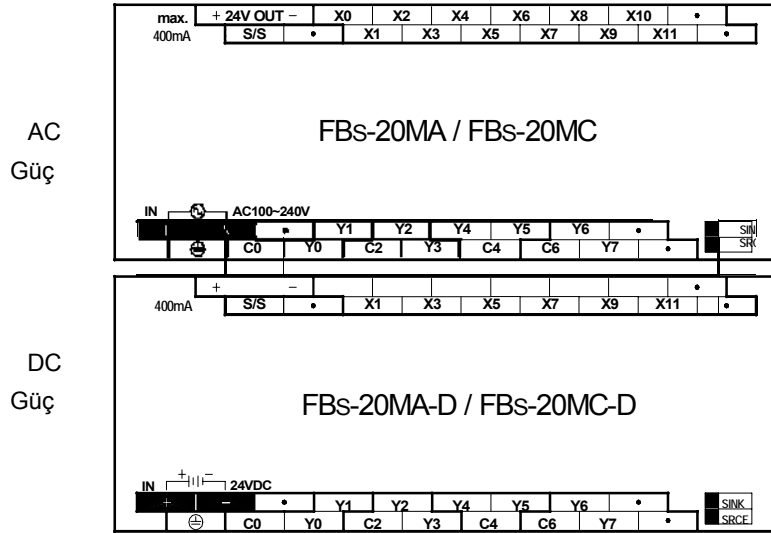 max. + 24V OUT – X0 X2 X4 X6 X8 X10 •
400mA S/S • X1 X3 X5 X7 X9 X11 •
AC
Güç
FBs-20MA / FBs-20MC
IN AC100~240V
• Y1 Y2 Y4 Y5 Y6 •
C0 Y0 C2 Y3 C4 C6 Y7 •
SIN
SRC
+ – •
400mA S/S • X1 X3 X5 X7 X9 X11 •
DC
Güç
FBs-20MA-D / FBs-20MC-D
IN + – 24VDC
+ – • Y1 Y2 Y4 Y5 Y6 •
C0 Y0 C2 Y3 C4 C6 Y7 •
SINK
SRCE